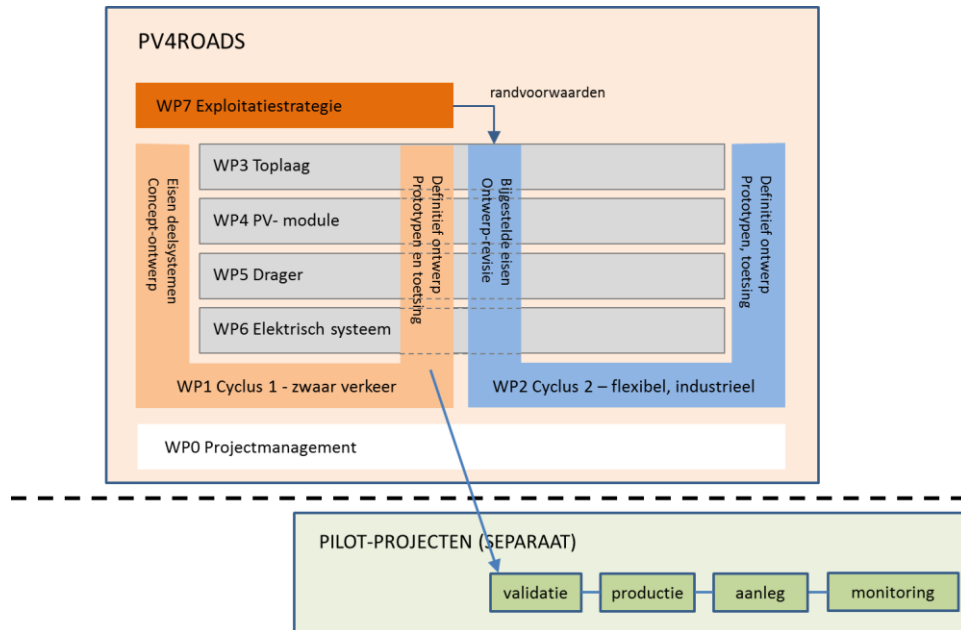 PV4ROADS
WP7 Exploitatiestrategie
randvoorwaarden
Eisen deelsystemen
Concept-ontwerp
WP3 Toplaag
WP4 PV- module
WP5 Drager
WP6 Elektrisch systeem
Definitief ontwerp
Prototypen en toetsing
Bijgestelde eisen
Ontwerp-revisie
Definitief ontwerp
Prototypen, toetsing
WP1 Cyclus 1 - zwaar verkeer
WP2 Cyclus 2 – flexibel, industrieel
WP0 Projectmanagement
PILOT-PROJECTEN (SEPARAAT)
validatie
productie
aanleg
monitoring